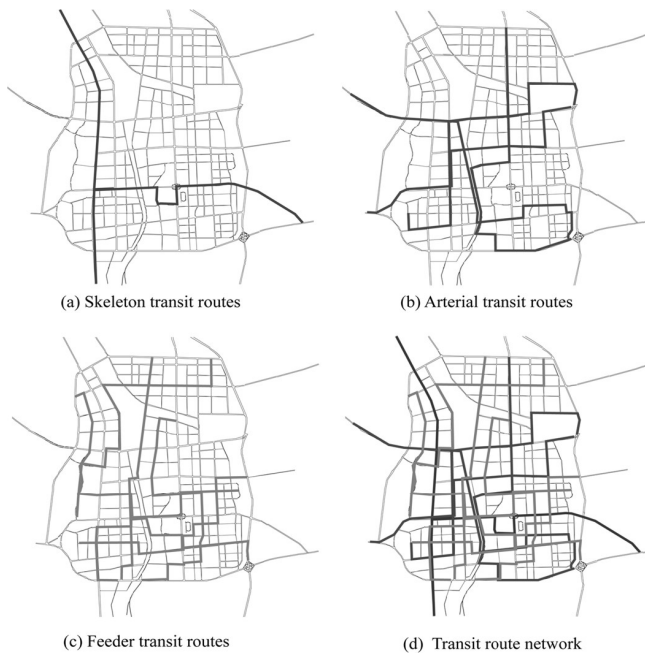 (a) Skeleton transit routes
(b) Arterial transit routes
(c) Feeder transit routes
(d) Transit route network